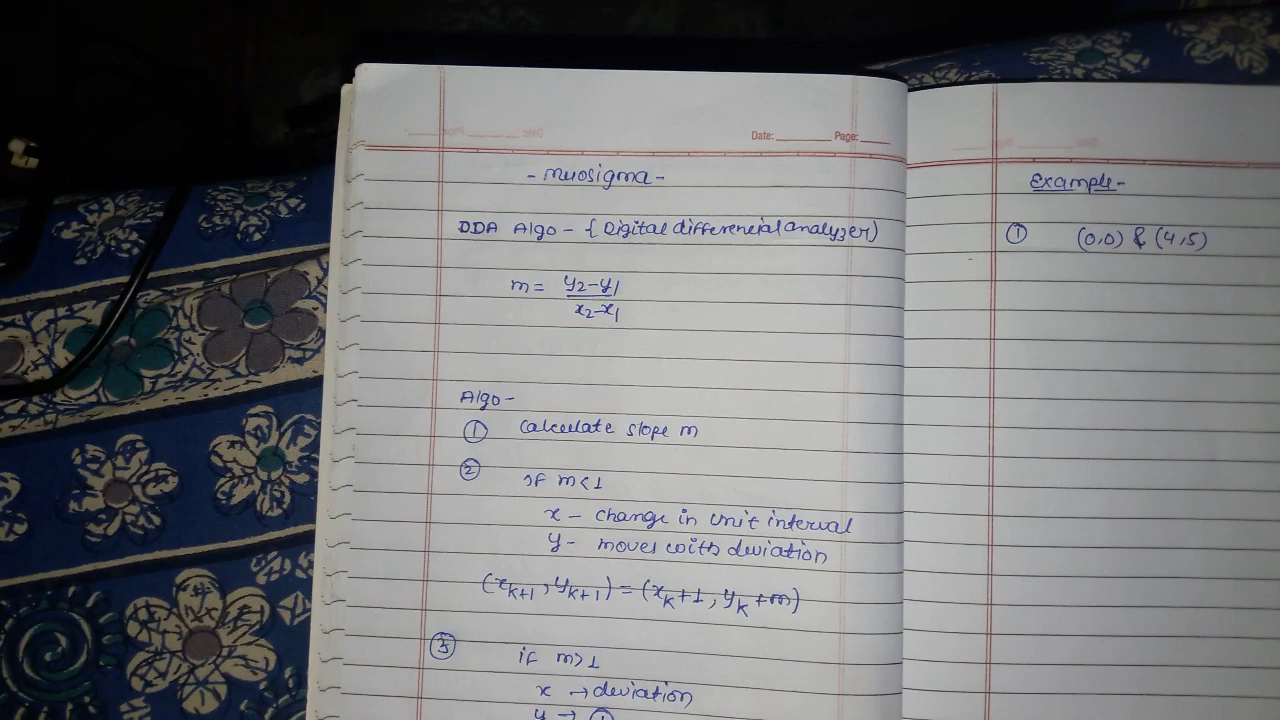 Date: Page:
- muosigma -
DDA Algo - { Digital differencial analyzer)
m = y2-y1
x2-x1
Algo -
① calculate slope m
②
if m<1
x - change in unit interval
y - moves with deviation
(xk+1, yk+1) = (xk+1, yk+m)
③ if m>1
x → deviation
y → ①
Example -
① (0,0) & (4,5)